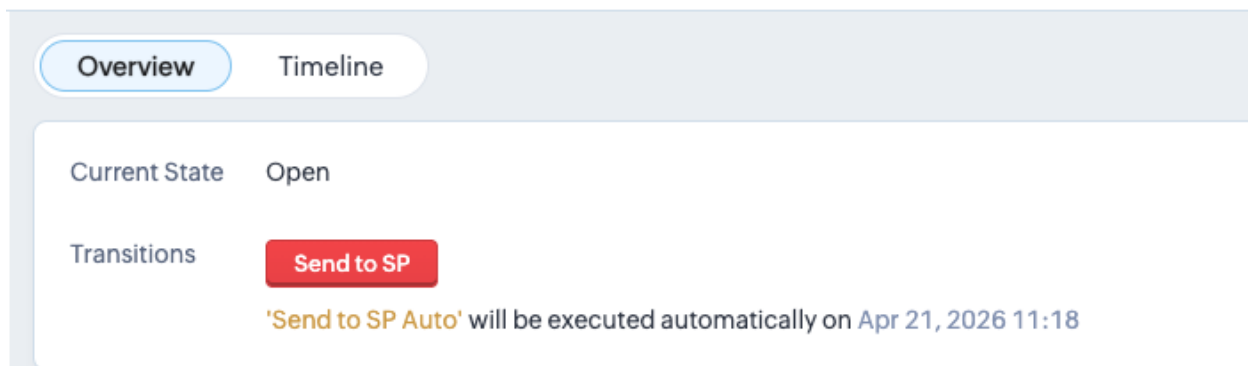 Overview Timeline
Current State Open
Transitions Send to SP
'Send to SP Auto' will be executed automatically on Apr 21, 2026 11:18